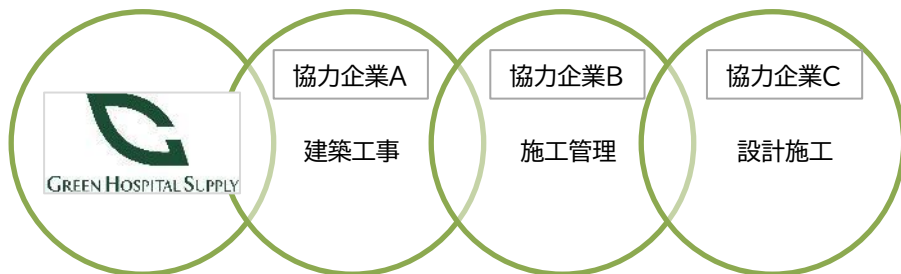 GREEN HOSPITAL SUPPLY
協力企業A
建築工事
協力企業B
施工管理
協力企業C
設計施工